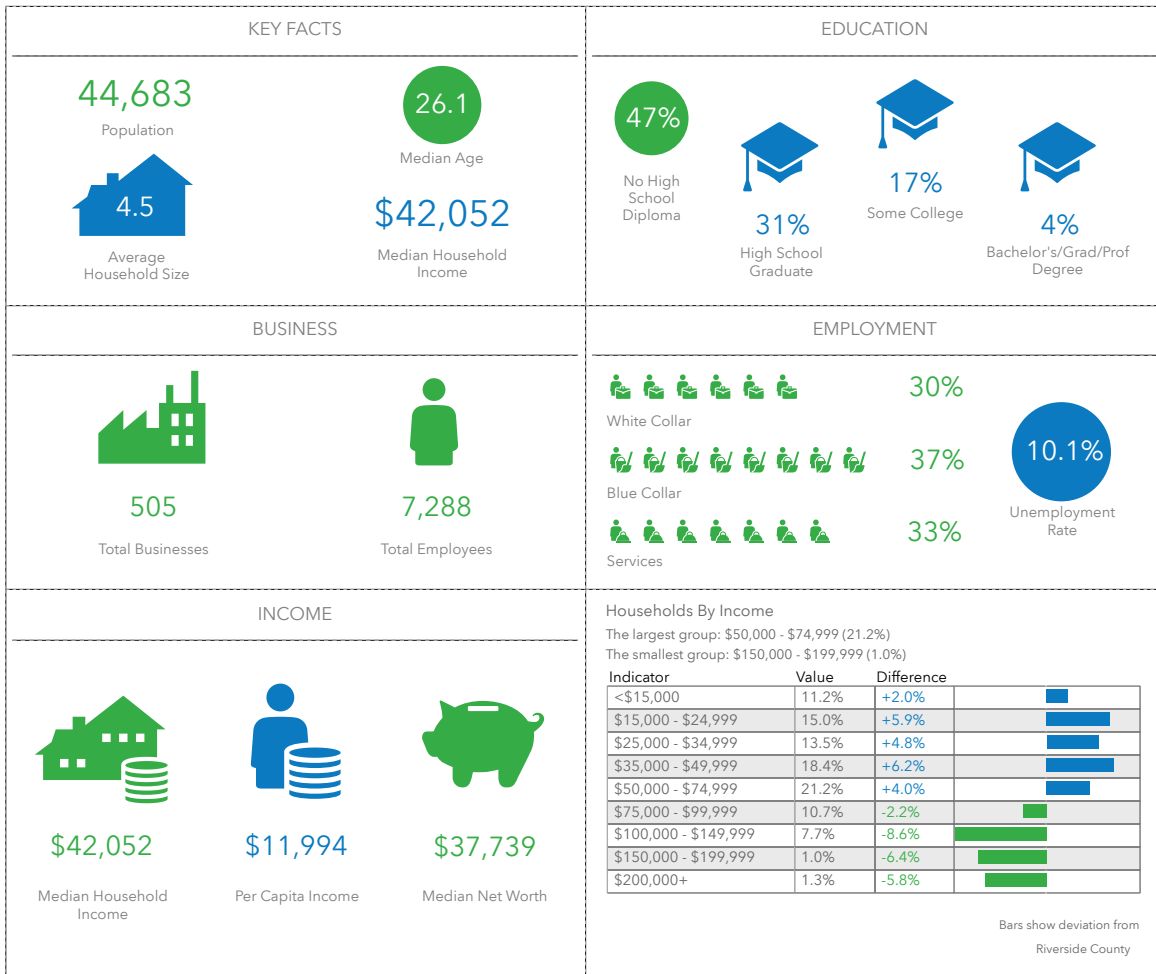 KEY FACTS
44,683
Population
26.1
Median Age
4.5
Average
Household Size
$42,052
Median Household
Income
EDUCATION
47%
No High
School
Diploma
31%
High School
Graduate
17%
Some College
4%
Bachelor's/Grad/Prof
Degree
BUSINESS
505
Total Businesses
7,288
Total Employees
EMPLOYMENT
30%
White Collar
37%
Blue Collar
33%
Services
10.1%
Unemployment
Rate
INCOME
$42,052
Median Household
Income
$11,994
Per Capita Income
$37,739
Median Net Worth
Households By Income
The largest group: $50,000 - $74,999 (21.2%)
The smallest group: $150,000 - $199,999 (1.0%)
Indicator Value Difference
<$15,000 11.2% +2.0%
$15,000 - $24,999 15.0% +5.9%
$25,000 - $34,999 13.5% +4.8%
$35,000 - $49,999 18.4% +6.2%
$50,000 - $74,999 21.2% +4.0%
$75,000 - $99,999 10.7% -2.2%
$100,000 - $149,999 7.7% -8.6%
$150,000 - $199,999 1.0% -6.4%
$200,000+ 1.3% -5.8%
Bars show deviation from
Riverside County